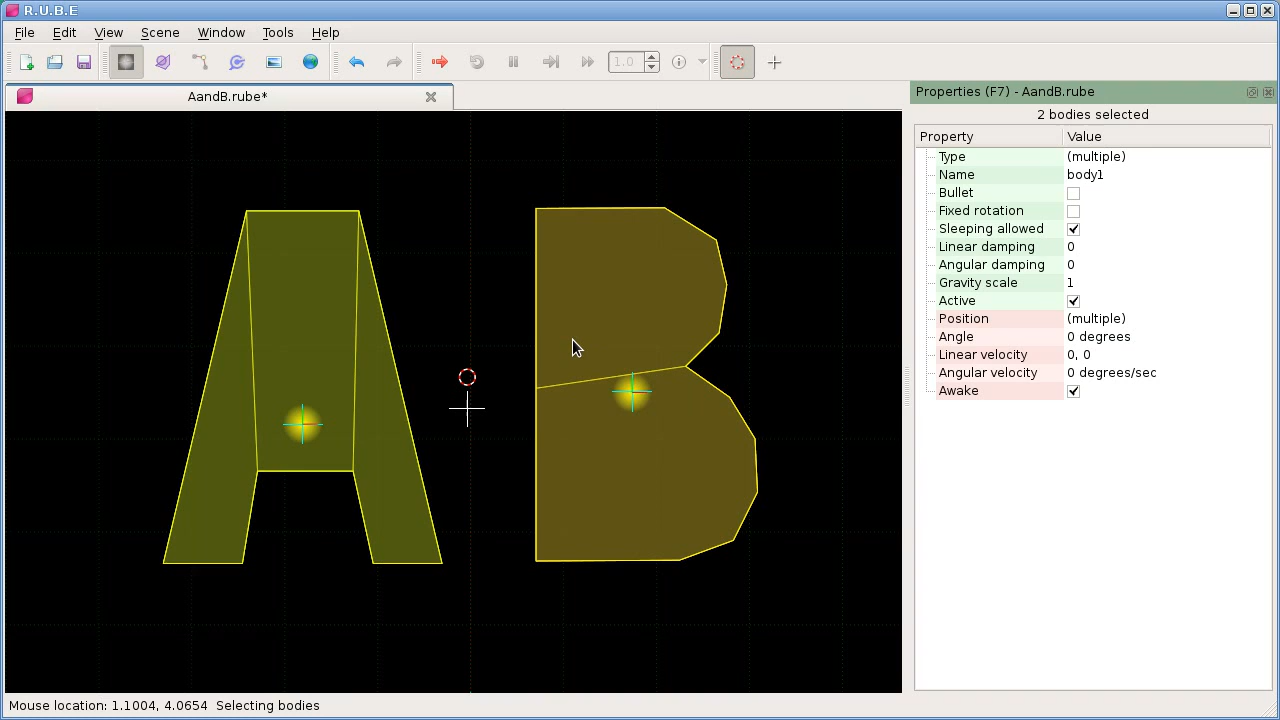 R.U.B.E
File Edit View Scene Window Tools Help
1.0
AandB.rube*
Properties (F7) - AandB.rube
2 bodies selected
Property Value
Type (multiple)
Name body1
Bullet
Fixed rotation
Sleeping allowed
Linear damping 0
Angular damping 0
Gravity scale 1
Active
Position (multiple)
Angle 0 degrees
Linear velocity 0, 0
Angular velocity 0 degrees/sec
Awake
A B
Mouse location: 1.1004, 4.0654 Selecting bodies